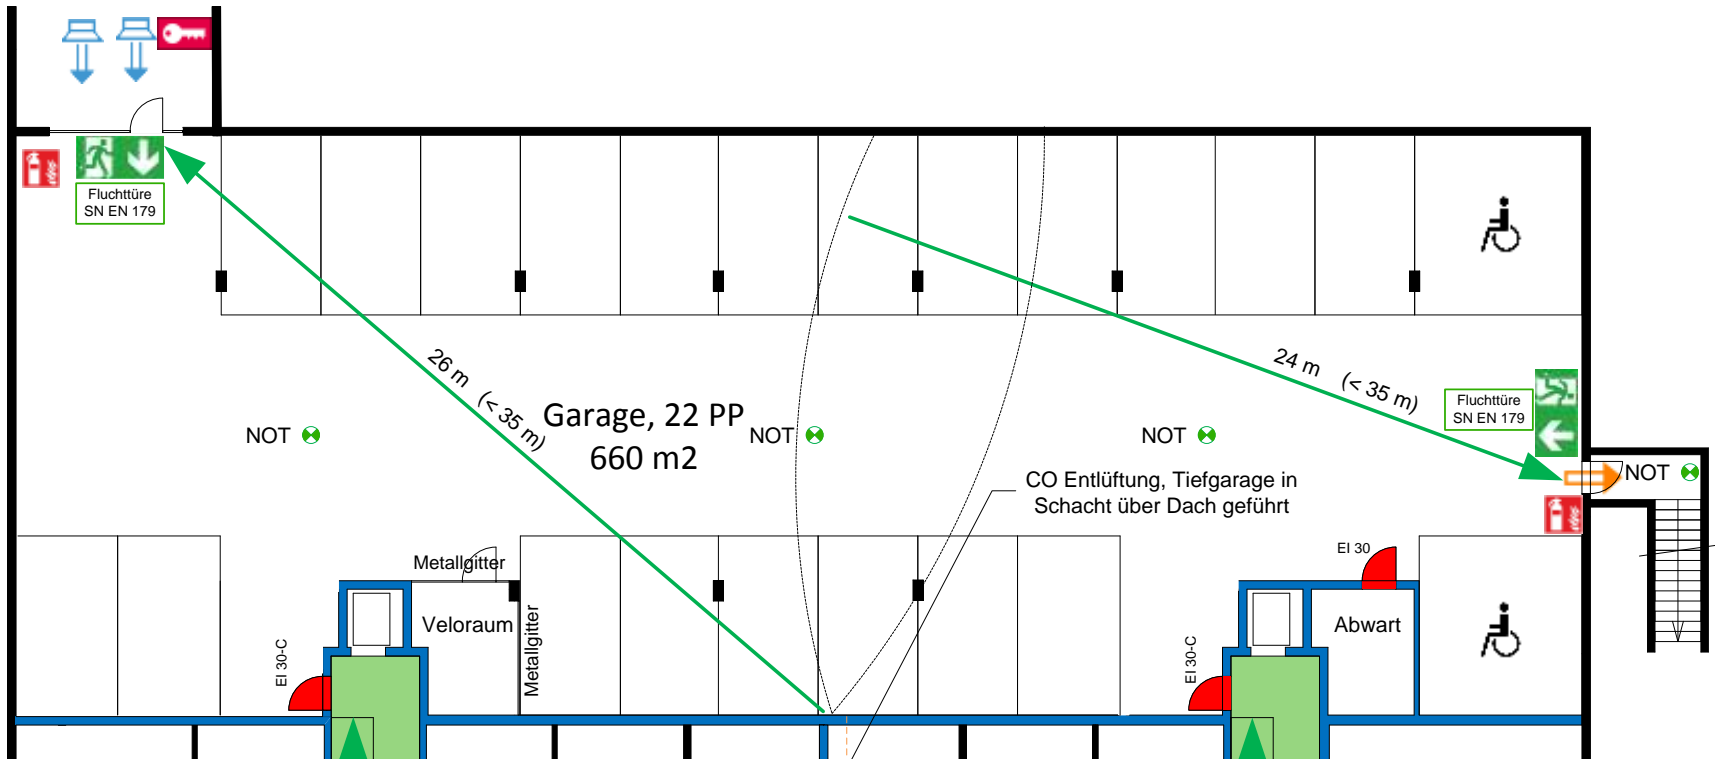 Fluchttüre
SN EN 179
26 m (< 35 m)
24 m (< 35 m)
Fluchttüre
SN EN 179
Garage, 22 PP
660 m2
NOT
NOT
NOT
NOT
CO Entlüftung, Tiefgarage in
Schacht über Dach geführt
Metallgitter
EI 30
Veloraum
Metallgitter
Abwart
EI 30-C
EI 30-C